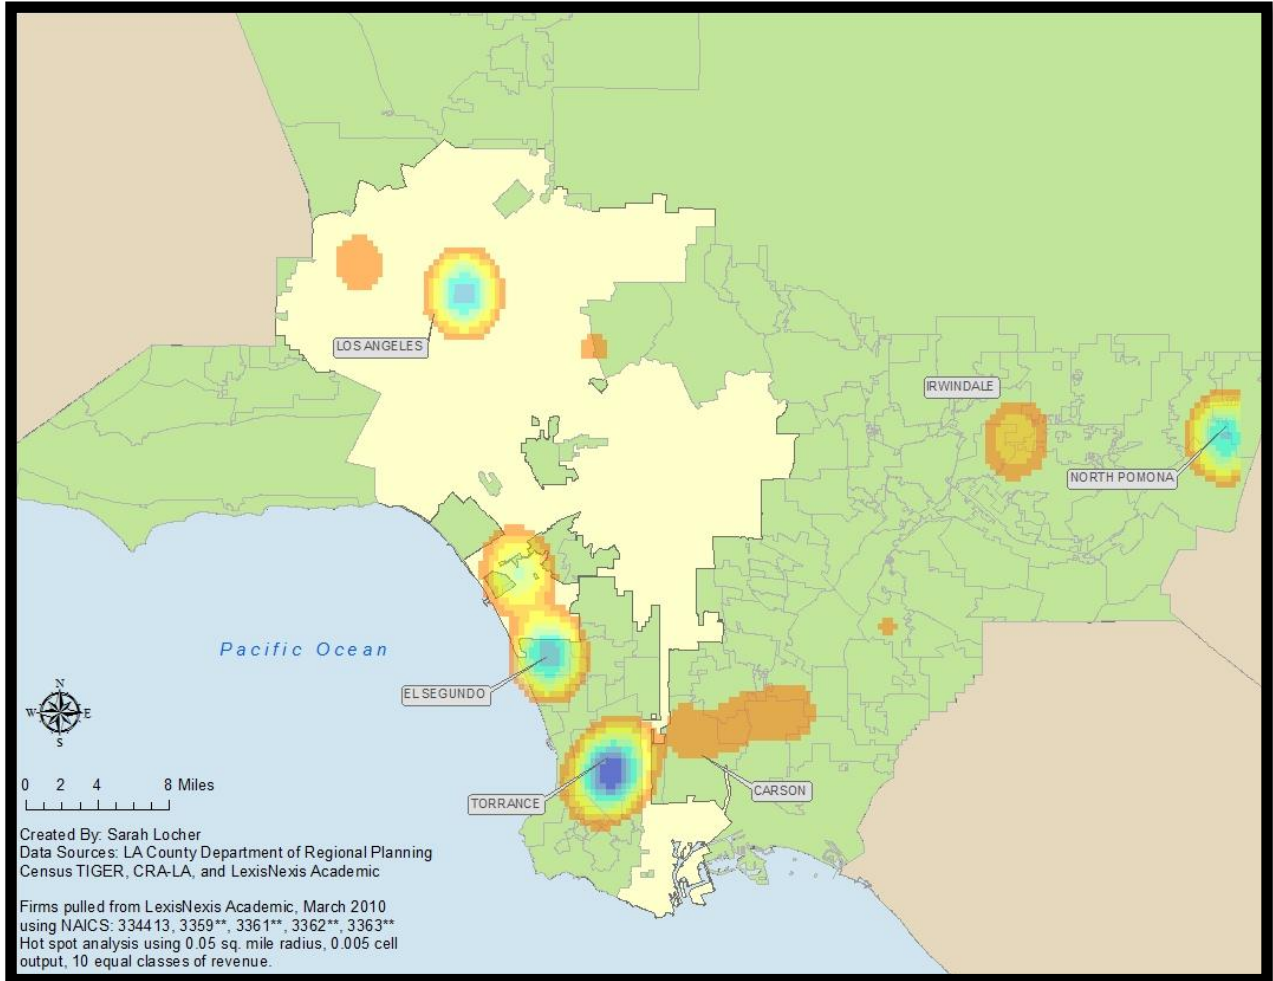 LOS ANGELES
IRWINDALE
NORTH POMONA
Pacific Ocean
EL SEGUNDO
N
W E
S
CARSON
TORRANCE
0 2 4 8 Miles
Created By: Sarah Locher
Data Sources: LA County Department of Regional Planning
Census TIGER, CRA-LA, and LexisNexis Academic
Firms pulled from LexisNexis Academic, March 2010
using NAICS: 334413, 3359**, 3361**, 3362**, 3363**
Hot spot analysis using 0.05 sq. mile radius, 0.005 cell
output, 10 equal classes of revenue.